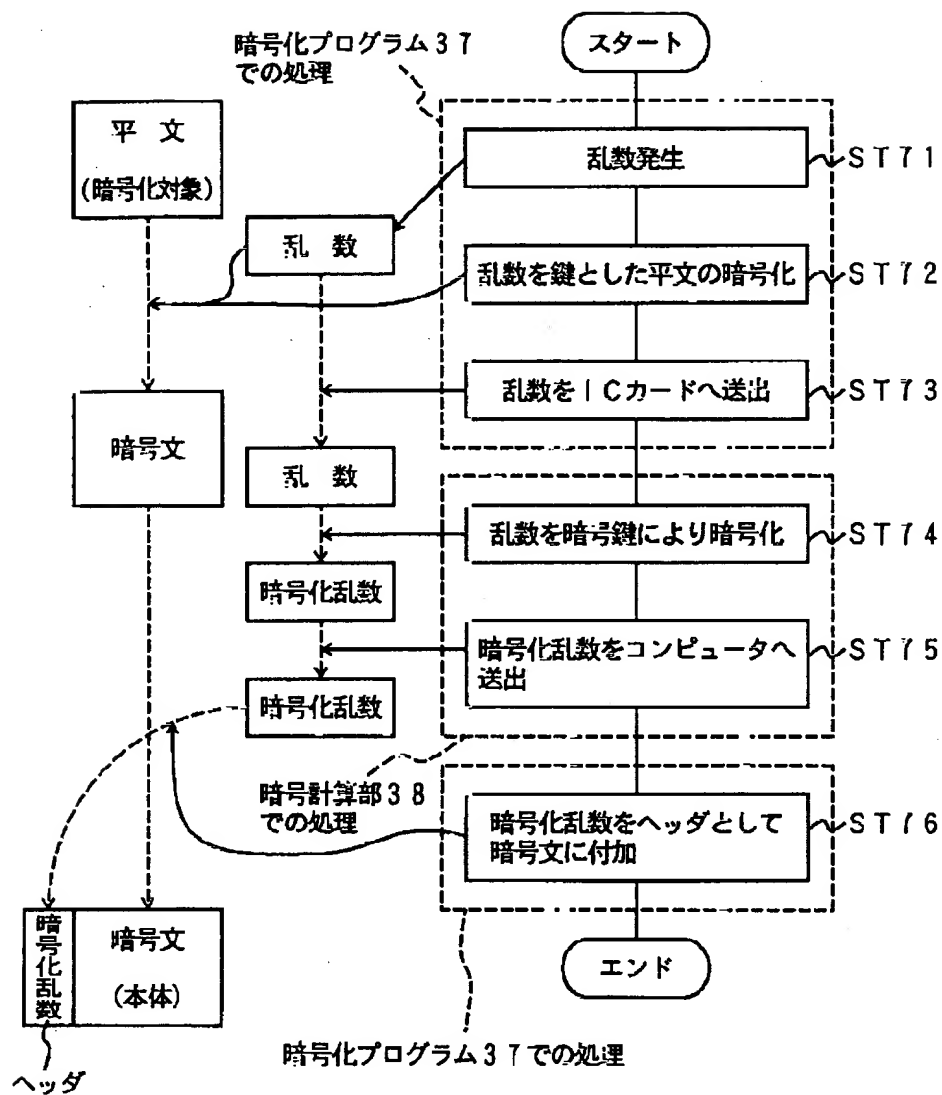 スタート
暗号化プログラム37
での処理
平 文
(暗号化対象)
乱数発生
ST71
乱 数
乱数を鍵とした平文の暗号化
ST72
乱数をICカードへ送出
ST73
暗号文
乱 数
乱数を暗号鍵により暗号化
ST74
暗号化乱数
暗号化乱数をコンピュータへ
送出
ST75
暗号化乱数
暗号計算部38
での処理
暗号化乱数をヘッダとして
暗号文に付加
ST76
暗号化乱数
暗号文
(本体)
エンド
暗号化プログラム37での処理
ヘッダ